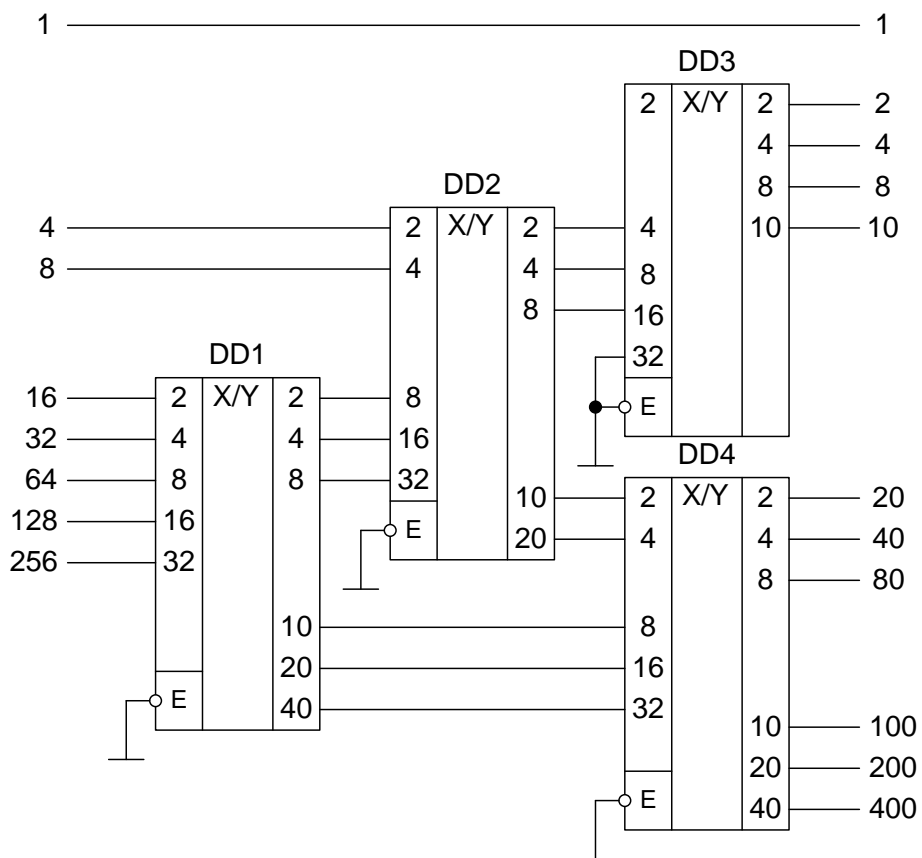 1 1
DD3
2 X/Y 2 2
4 4
DD2
8 8
4 2 X/Y 2 4 10 10
8 4 4 8
8 16
DD1
32
16 2 X/Y 2 8 E
32 4 4 16
DD4
64 8 8 32
10 2 X/Y 2 20
128 16 E
20 4 4 40
256 32
8 80
10 8
20 16
E 40 32
10 100
20 200
E 40 400